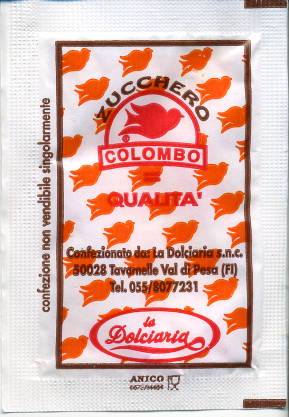 ZUCCHERO
COLOMBO
=
QUALITA'
Confezionato da: La Dolciaria s.n.c.
50028 Tavarnelle Val di Pesa (FI)
Tel. 055/8077231
la
Dolciaria
confezione non vendibile singolarmente
ANICO